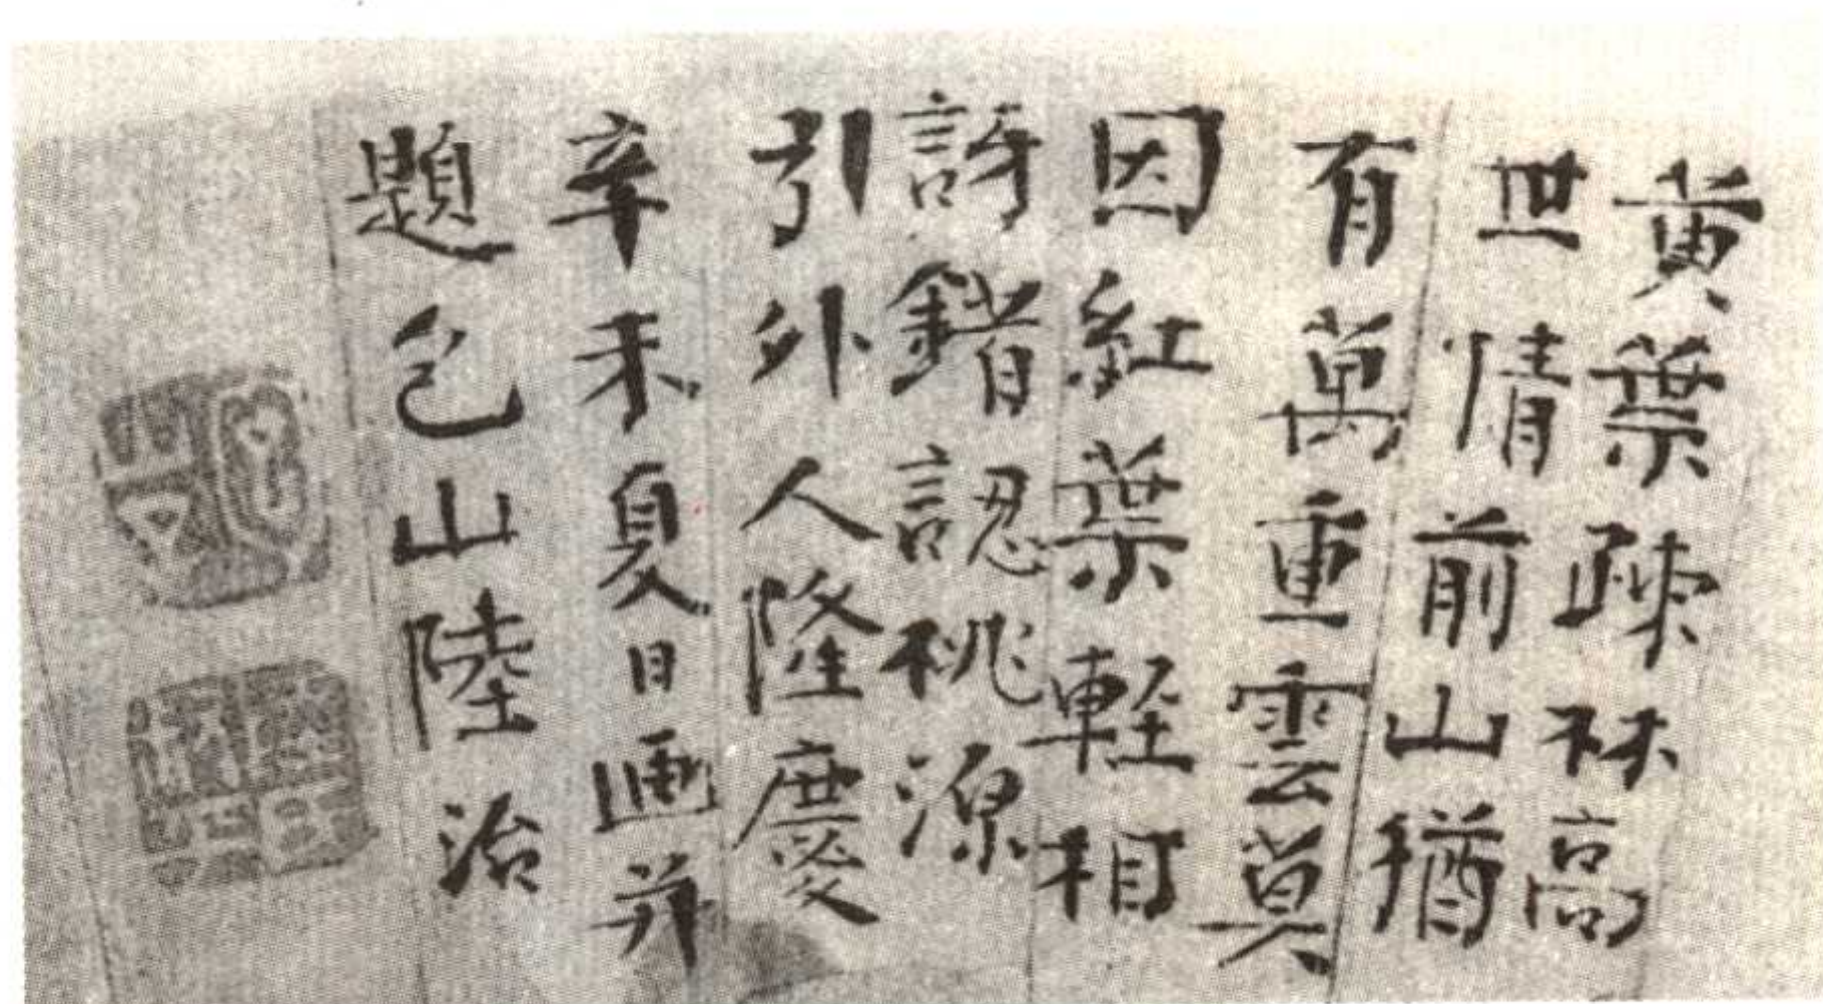 黃葉疎林高
世情前山猶
有萬重雲莫
因紅葉輕相
訝錯認桃源
引外人隆慶
辛未夏日画并
題包山陸治